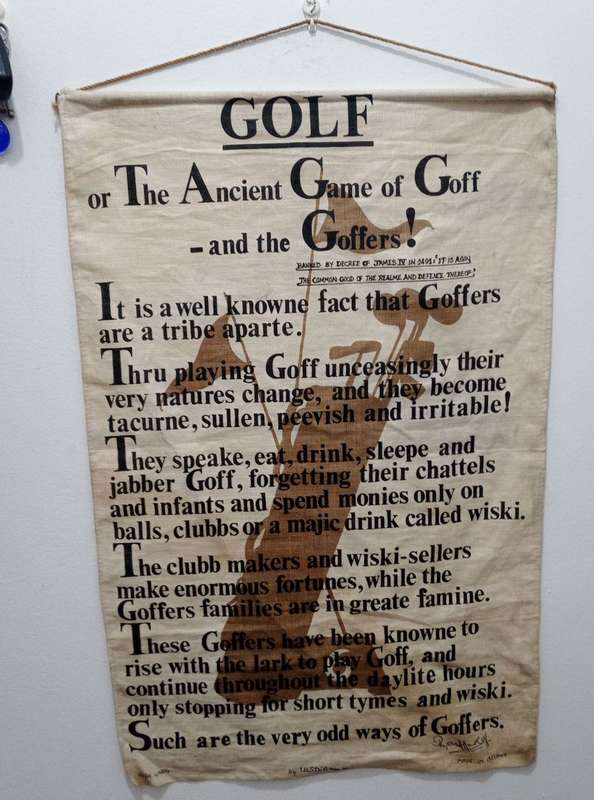 GOLF
or The Ancient Game of Goff
- and the Goffers!
BANNED BY DECREE OF JAMES IV IN 1491: "IT IS AGIN
THE COMMON GOOD OF THE REALME AND DEFENCE THEREOF"
It is a well knowne fact that Goffers
are a tribe aparte.
Thru playing Goff unceasingly their
very natures change, and they become
tacurne, sullen, peevish and irritable!
They speake, eat, drink, sleepe and
jabber Goff, forgetting their chattels
and infants and spend monies only on
balls, clubbs or a majic drink called wiski.
The clubb makers and wiski-sellers
make enormous fortunes, while the
Goffers families are in greate famine.
These Goffers have been knowne to
rise with the lark to play Goff, and
continue throughout the daylite hours
only stopping for short tymes and wiski.
Such are the very odd ways of Goffers.
by ULSTER